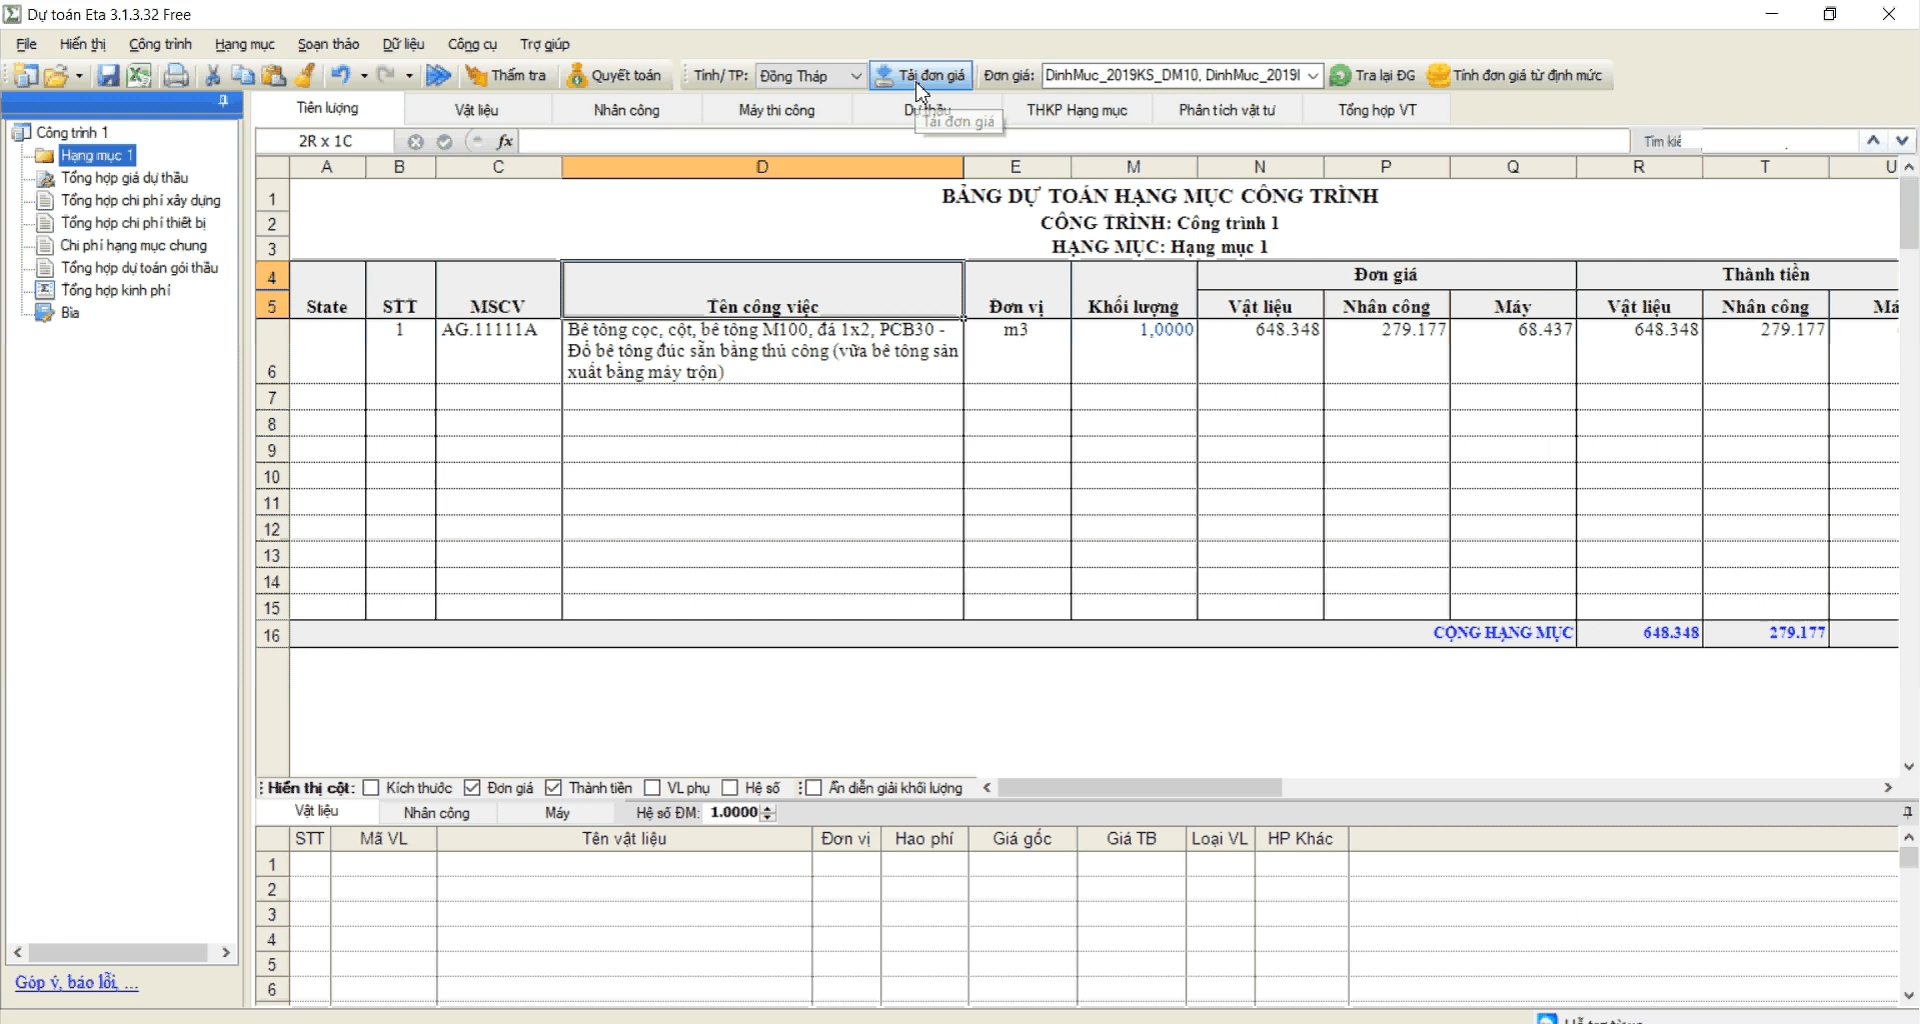 Dự toán Eta 3.1.3.32 Free
File Hiển thị Công trình Hạng mục Soạn thảo Dữ liệu Công cụ Trợ giúp
Thẩm tra Quyết toán Tỉnh/ TP: Đồng Tháp Tải đơn giá Đơn giá: DinhMuc_2019KS_DM10, DinhMuc_2019 Tra lại ĐG Tính đơn giá từ định mức
Tiên lượng Vật liệu Nhân công Máy thi công Dự thầu THKP Hạng mục Phân tích vật tư Tổng hợp VT
Tải đơn giá
2R x 1C fx Tìm
Công trình 1
Hạng mục 1
Tổng hợp giá dự thầu
Tổng hợp chi phí xây dựng
Tổng hợp chi phí thiết bị
Chi phí hạng mục chung
Tổng hợp dự toán gói thầu
Tổng hợp kinh phí
Bìa
Góp ý, báo lỗi, ...
A B C D E M N P Q R T U
1 BẢNG DỰ TOÁN HẠNG MỤC CÔNG TRÌNH
2 CÔNG TRÌNH: Công trình 1
3 HẠNG MỤC: Hạng mục 1
4 Đơn giá Thành tiền
5 State STT MSCV Tên công việc Đơn vị Khối lượng Vật liệu Nhân công Máy Vật liệu Nhân công Má
1 AG.11111A Bê tông cọc, cột, bê tông M100, đá 1x2, PCB30 - m3 1,0000 648.348 279.177 68.437 648.348 279.177
Đổ bê tông đúc sẵn bằng thủ công (vữa bê tông sản
6 xuất bằng máy trộn)
7
8
9
10
11
12
13
14
15
16 CỘNG HẠNG MỤC 648.348 279.177
Hiển thị cột: Kích thước Đơn giá Thành tiền VL phụ Hệ số Ẩn diễn giải khối lượng
Vật liệu Nhân công Máy Hệ số ĐM: 1.0000
STT Mã VL Tên vật liệu Đơn vị Hao phí Giá gốc Giá TB Loại VL HP Khác
1
2
3
4
5
6